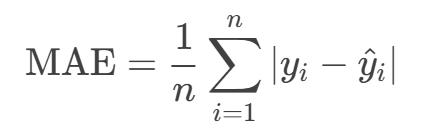 MAE = \frac{1}{n} \sum_{i=1}^{n} |y_i - \hat{y}_i|